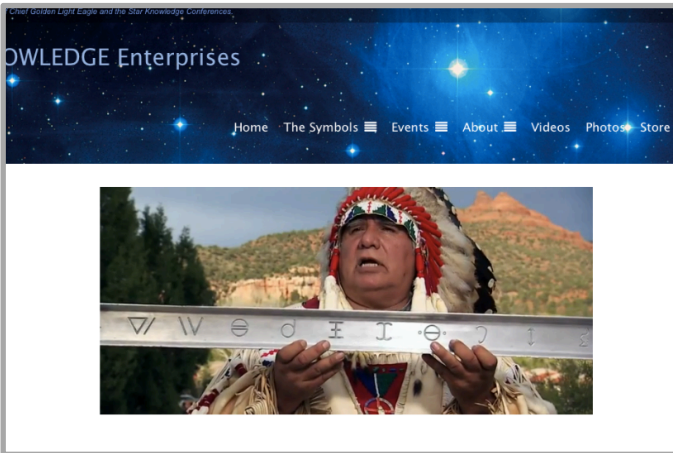 Chief Golden Light Eagle and the Star Knowledge Conferences.
OWLEDGE Enterprises
Home The Symbols Events About Videos Photos Store